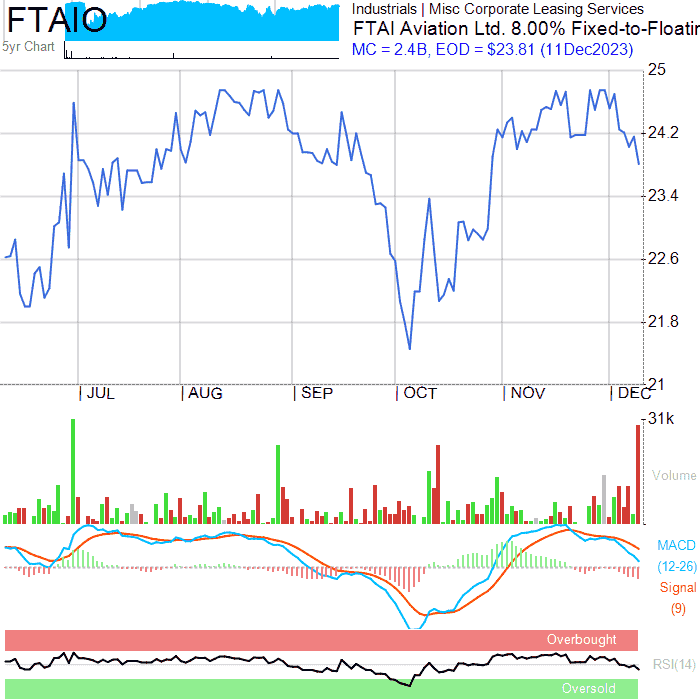 FTAIO
5yr Chart
Industrials | Misc Corporate Leasing Services
FTAI Aviation Ltd. 8.00% Fixed-to-Floatin
MC = 2.4B, EOD = $23.81 (11Dec2023)
25
24.2
23.4
22.6
21.8
21
JUL AUG SEP OCT NOV DEC
31k
Volume
MACD
(12-26)
Signal
(9)
Overbought
RSI(14)
Oversold